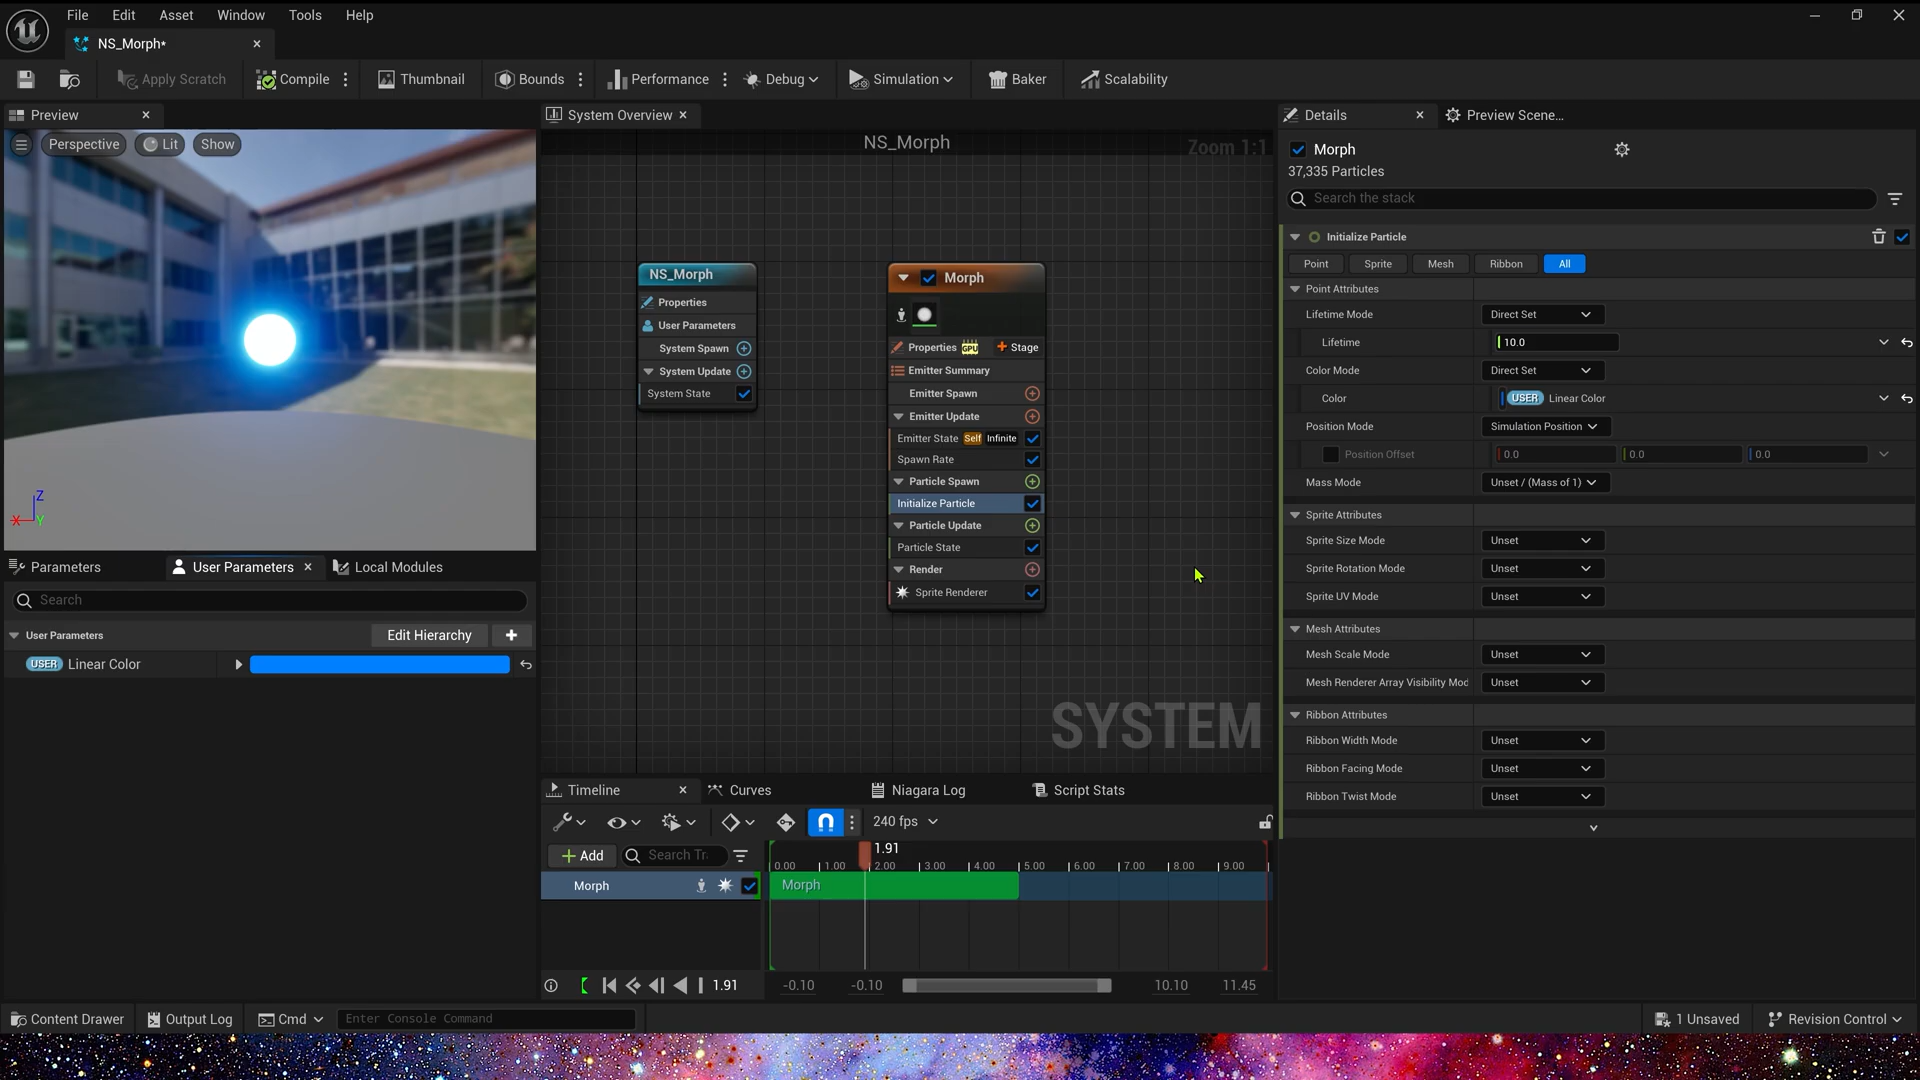 File Edit Asset Window Tools Help
NS_Morph*
Apply Scratch Compile Thumbnail Bounds Performance Debug Simulation Baker Scalability
Preview
Perspective Lit Show
Z
X Y
Parameters User Parameters Local Modules
Search
User Parameters Edit Hierarchy
USER Linear Color
System Overview
NS_Morph
Zoom 1:1
NS_Morph
Properties
User Parameters
System Spawn
System Update
System State
Morph
Properties GPU Stage
Emitter Summary
Emitter Spawn
Emitter Update
Emitter State Self Infinite
Spawn Rate
Particle Spawn
Initialize Particle
Particle Update
Particle State
Render
Sprite Renderer
SYSTEM
Timeline Curves Niagara Log Script Stats
240 fps
+ Add Search Tr
1.91
0.00 1.00 2.00 3.00 4.00 5.00 6.00 7.00 8.00 9.00
Morph
Morph
1.91 -0.10 -0.10 10.10 11.45
Details Preview Scene...
Morph
37,335 Particles
Search the stack
Initialize Particle
Point Sprite Mesh Ribbon All
Point Attributes
Lifetime Mode Direct Set
Lifetime 10.0
Color Mode Direct Set
Color USER Linear Color
Position Mode Simulation Position
Position Offset 0.0 0.0 0.0
Mass Mode Unset / (Mass of 1)
Sprite Attributes
Sprite Size Mode Unset
Sprite Rotation Mode Unset
Sprite UV Mode Unset
Mesh Attributes
Mesh Scale Mode Unset
Mesh Renderer Array Visibility Mod Unset
Ribbon Attributes
Ribbon Width Mode Unset
Ribbon Facing Mode Unset
Ribbon Twist Mode Unset
Content Drawer Output Log Cmd Enter Console Command 1 Unsaved Revision Control